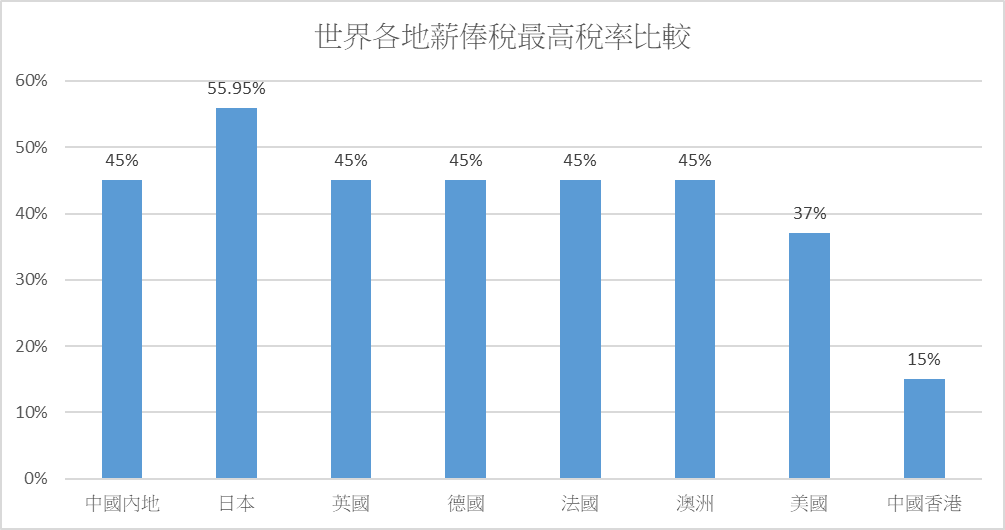 世界各地薪俸稅最高稅率比較
60%
50%
40%
30%
20%
10%
0%
45%
55.95%
45%
45%
45%
45%
37%
15%
中國內地
日本
英國
德國
法國
澳洲
美國
中國香港